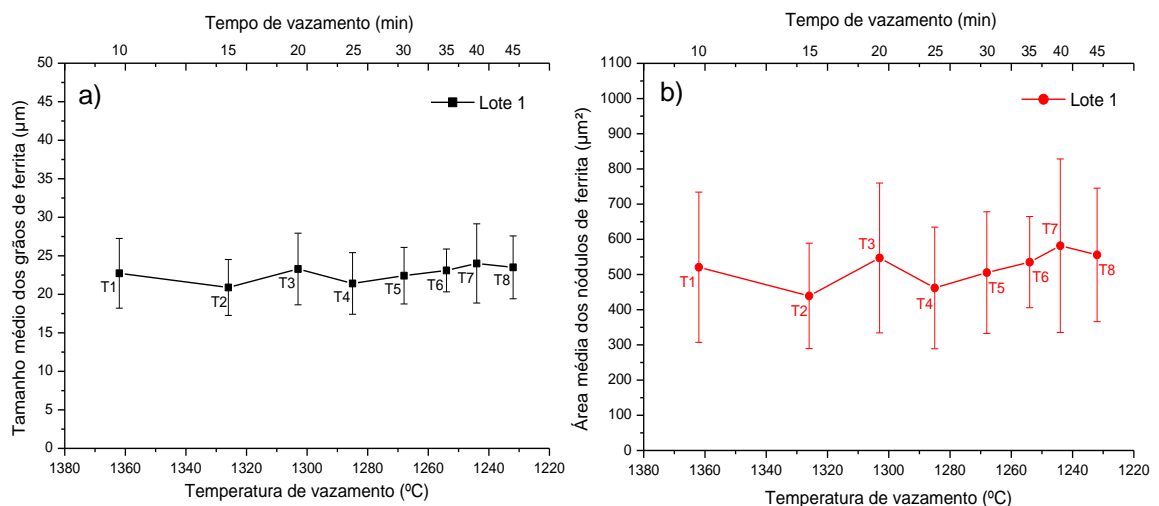 Tempo de vazamento (min)
10 15 20 25 30 35 40 45
a)
Lote 1
Tamanho médio dos grãos de ferrita (µm)
50
45
40
35
30
25
20
15
10
5
0
T1
T2
T3
T4
T5
T6
T7
T8
1380 1360 1340 1320 1300 1280 1260 1240 1220
Temperatura de vazamento (ºC)
Tempo de vazamento (min)
10 15 20 25 30 35 40 45
b)
Lote 1
Área média dos nódulos de ferrita (µm²)
1100
1000
900
800
700
600
500
400
300
200
100
0
T1
T2
T3
T4
T5
T6
T7
T8
1380 1360 1340 1320 1300 1280 1260 1240 1220
Temperatura de vazamento (ºC)